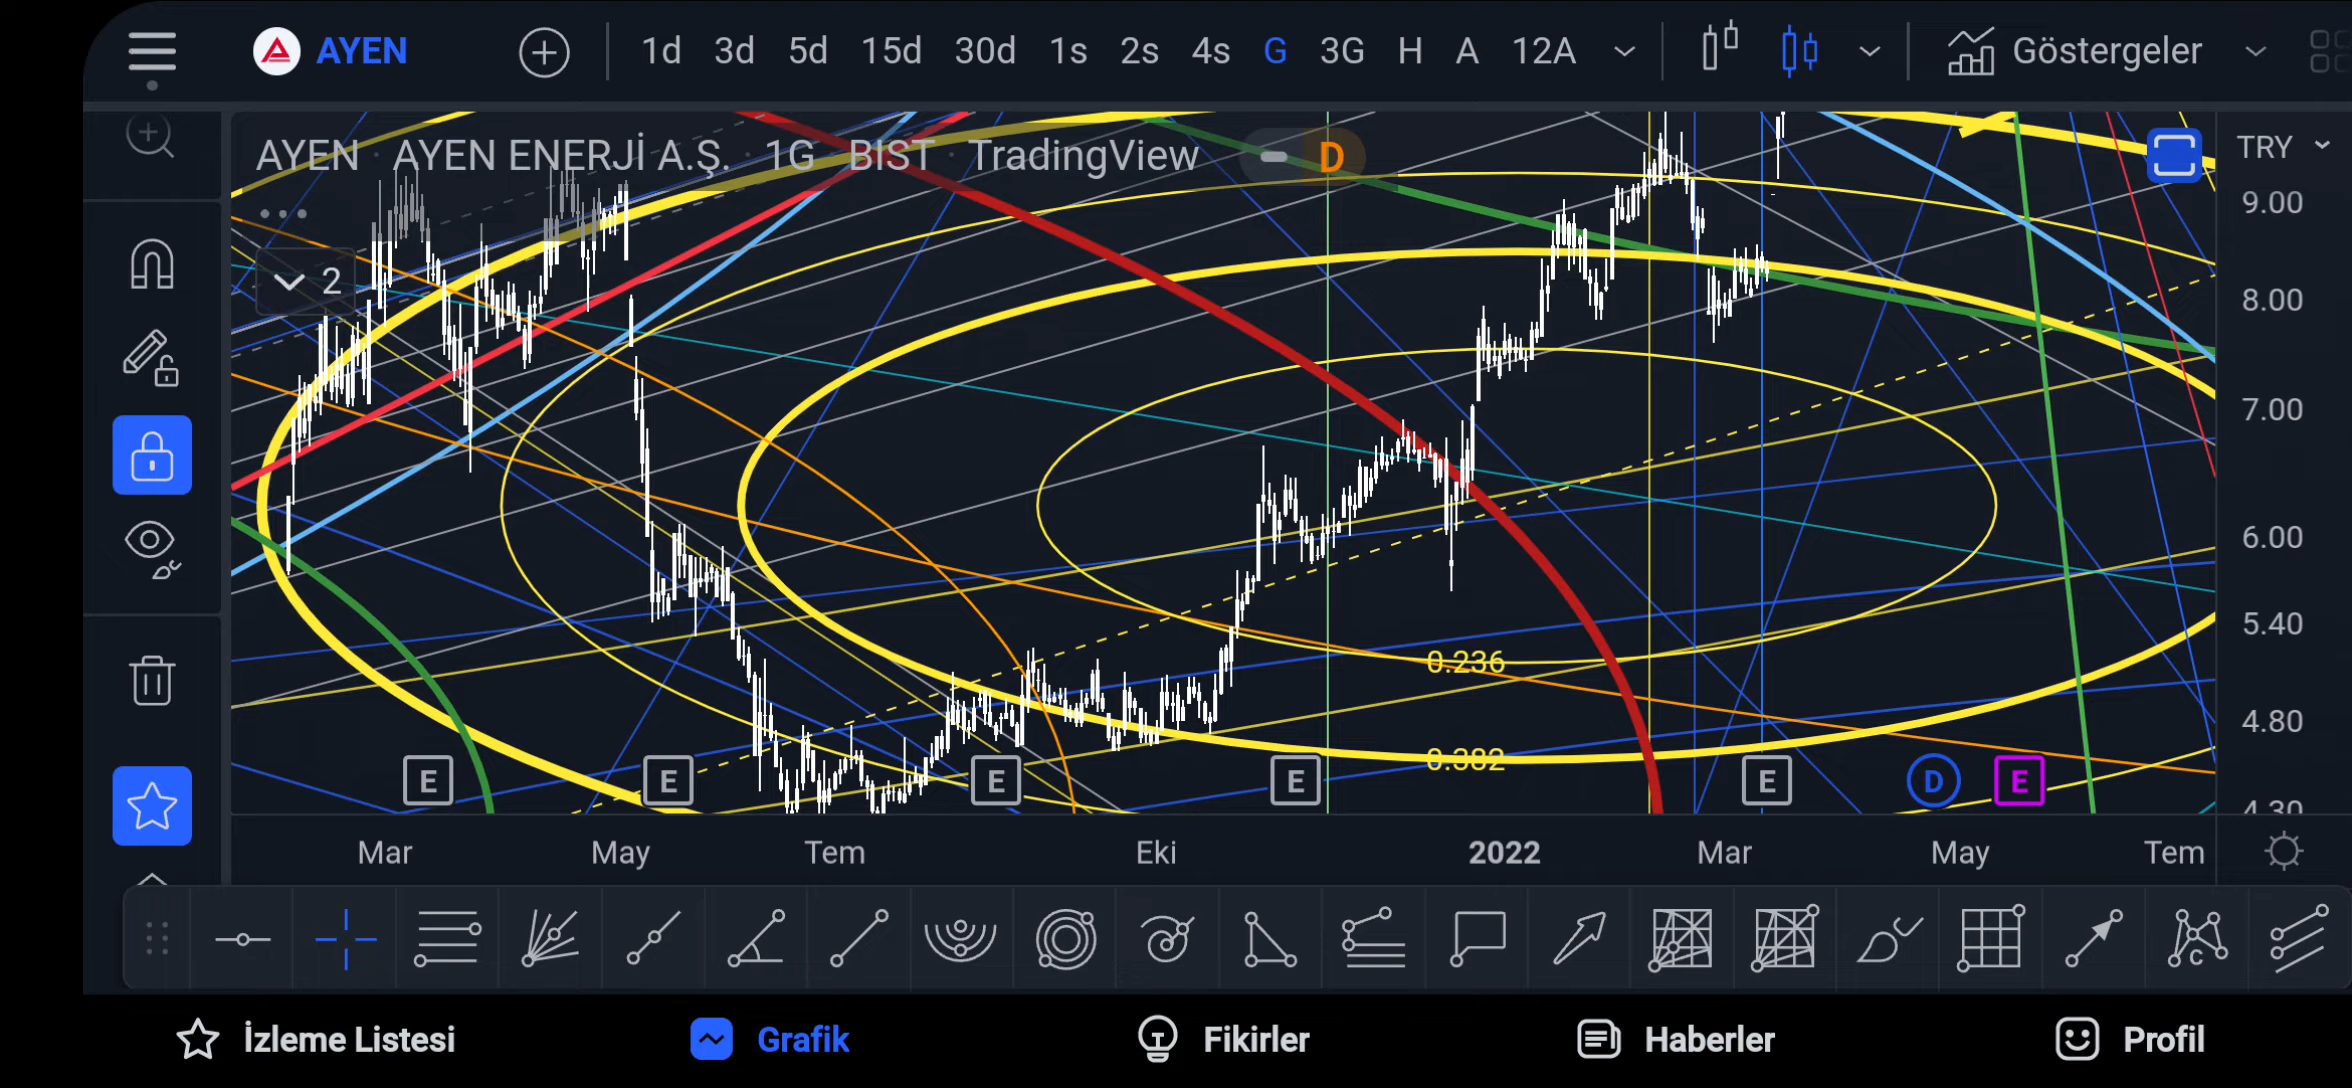 AYEN 1d 3d 5d 15d 30d 1s 2s 4s G 3G H A 12A Göstergeler
AYEN · AYEN ENERJİ A.Ş. · 1G · BIST · TradingView D TRY
2
9.00
8.00
7.00
6.00
5.40
4.80
4.30
0.236
0.382
E E E E E D E
Mar May Tem Eki 2022 Mar May Tem
C
İzleme Listesi Grafik Fikirler Haberler Profil